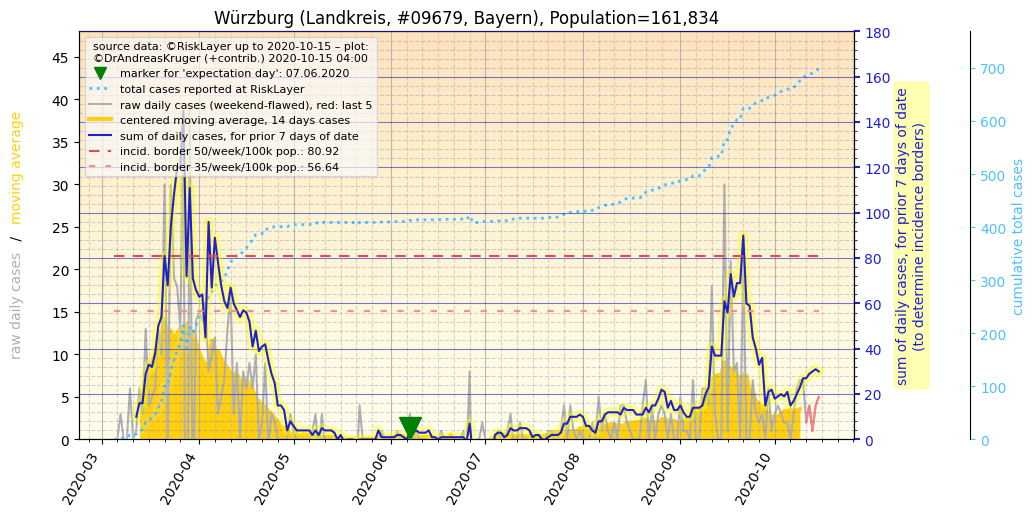 Würzburg (Landkreis, #09679, Bayern), Population=161,834
source data: ©RiskLayer up to 2020-10-15 – plot:
©DrAndreasKruger (+contrib.) 2020-10-15 04:00
marker for 'expectation day': 07.06.2020
total cases reported at RiskLayer
raw daily cases (weekend-flawed), red: last 5
centered moving average, 14 days cases
sum of daily cases, for prior 7 days of date
incid. border 50/week/100k pop.: 80.92
incid. border 35/week/100k pop.: 56.64
raw daily cases / moving average
45
40
35
30
25
20
15
10
5
0
2020-03
2020-04
2020-05
2020-06
2020-07
2020-08
2020-09
2020-10
180
160
140
120
100
80
60
40
20
0
sum of daily cases, for prior 7 days of date
(to determine incidence borders)
700
600
500
400
300
200
100
0
cumulative total cases